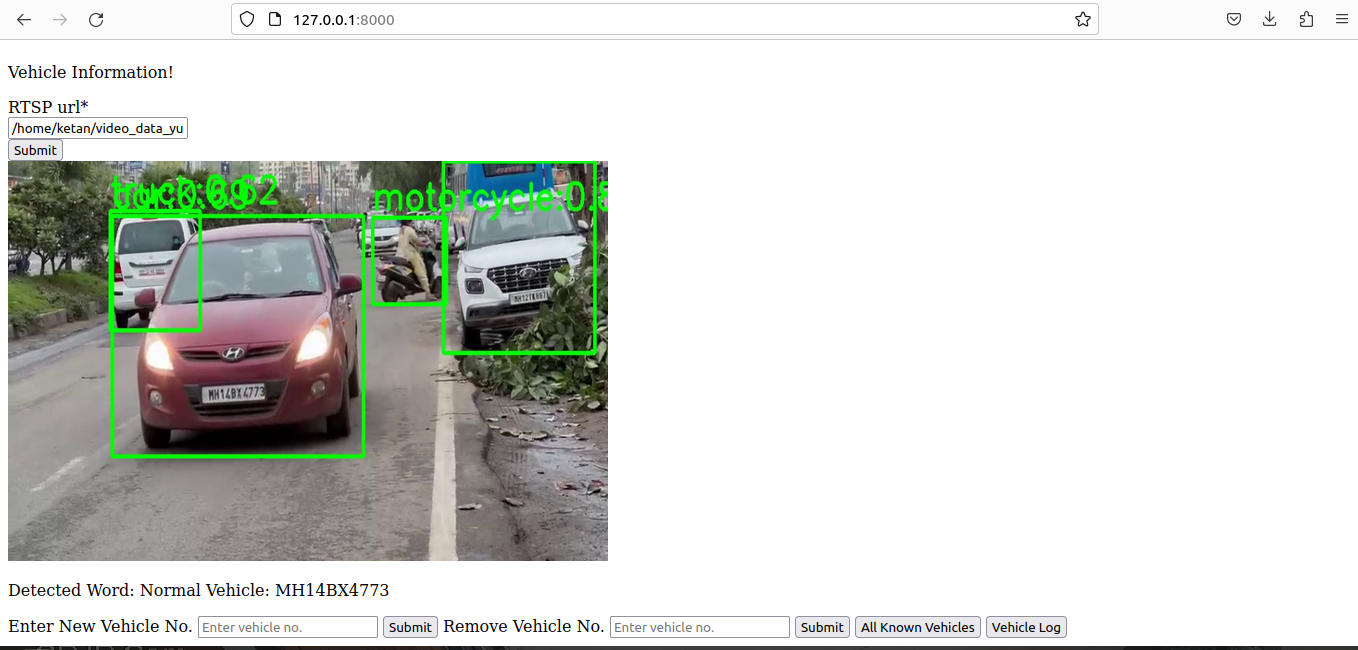 127.0.0.1:8000
Vehicle Information!
RTSP url*
/home/ketan/video_data_yu
Submit
motorcycle:0.8
MH12TK887
MH14BX4773
Detected Word: Normal Vehicle: MH14BX4773
Enter New Vehicle No. Enter vehicle no. Submit Remove Vehicle No. Enter vehicle no. Submit All Known Vehicles Vehicle Log